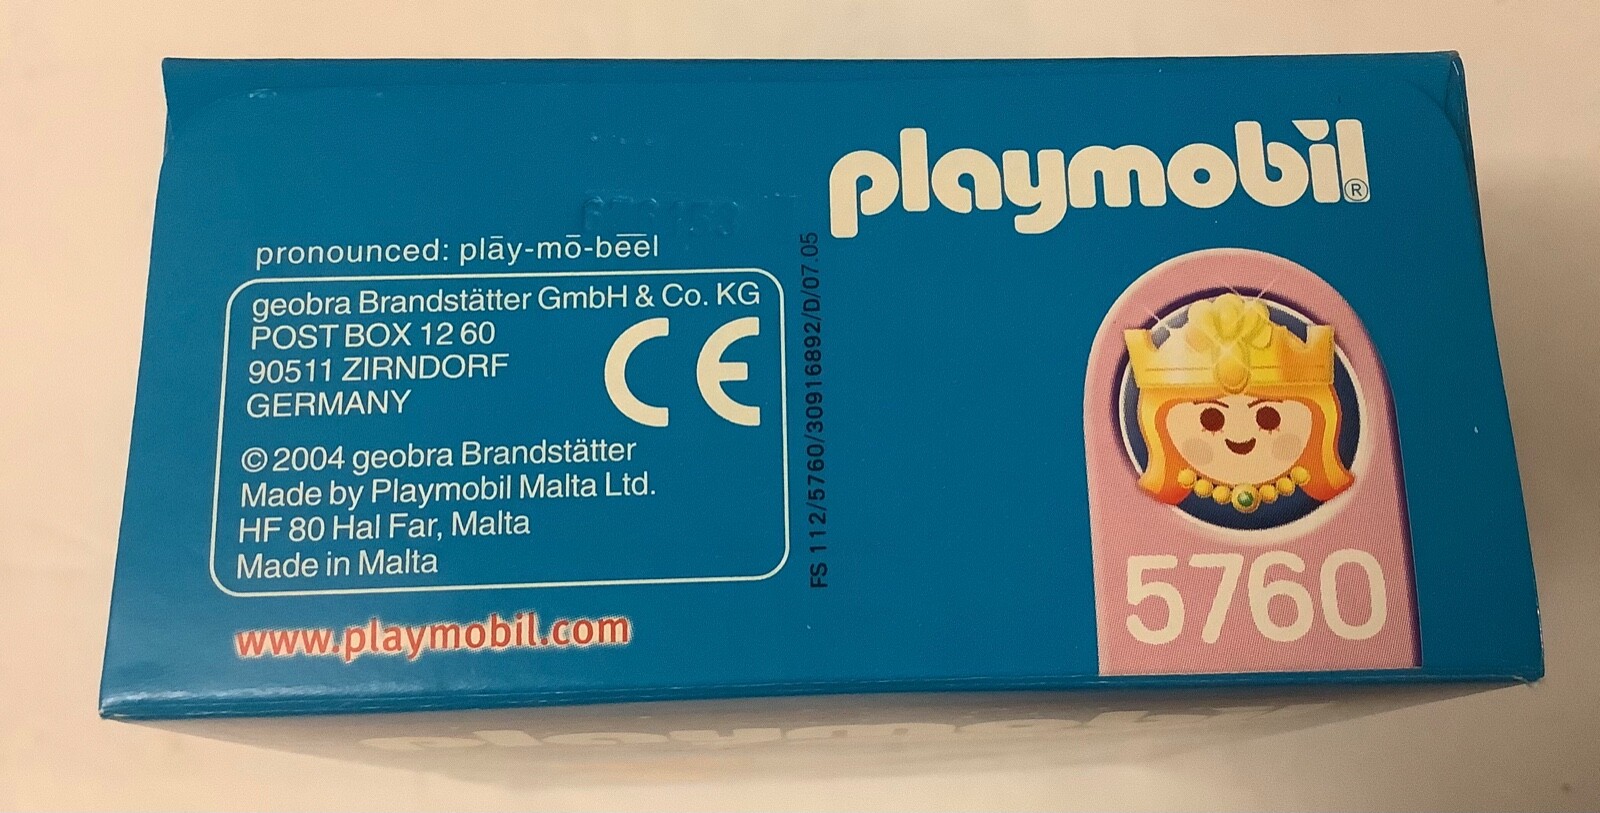 playmobil®
pronounced: plāy-mō-bēēl
geobra Brandstätter GmbH & Co. KG
POST BOX 12 60
90511 ZIRNDORF
GERMANY
CE
© 2004 geobra Brandstätter
Made by Playmobil Malta Ltd.
HF 80 Hal Far, Malta
Made in Malta
www.playmobil.com
FS 112/5760/30916892/D/07.05
5760
playmobil